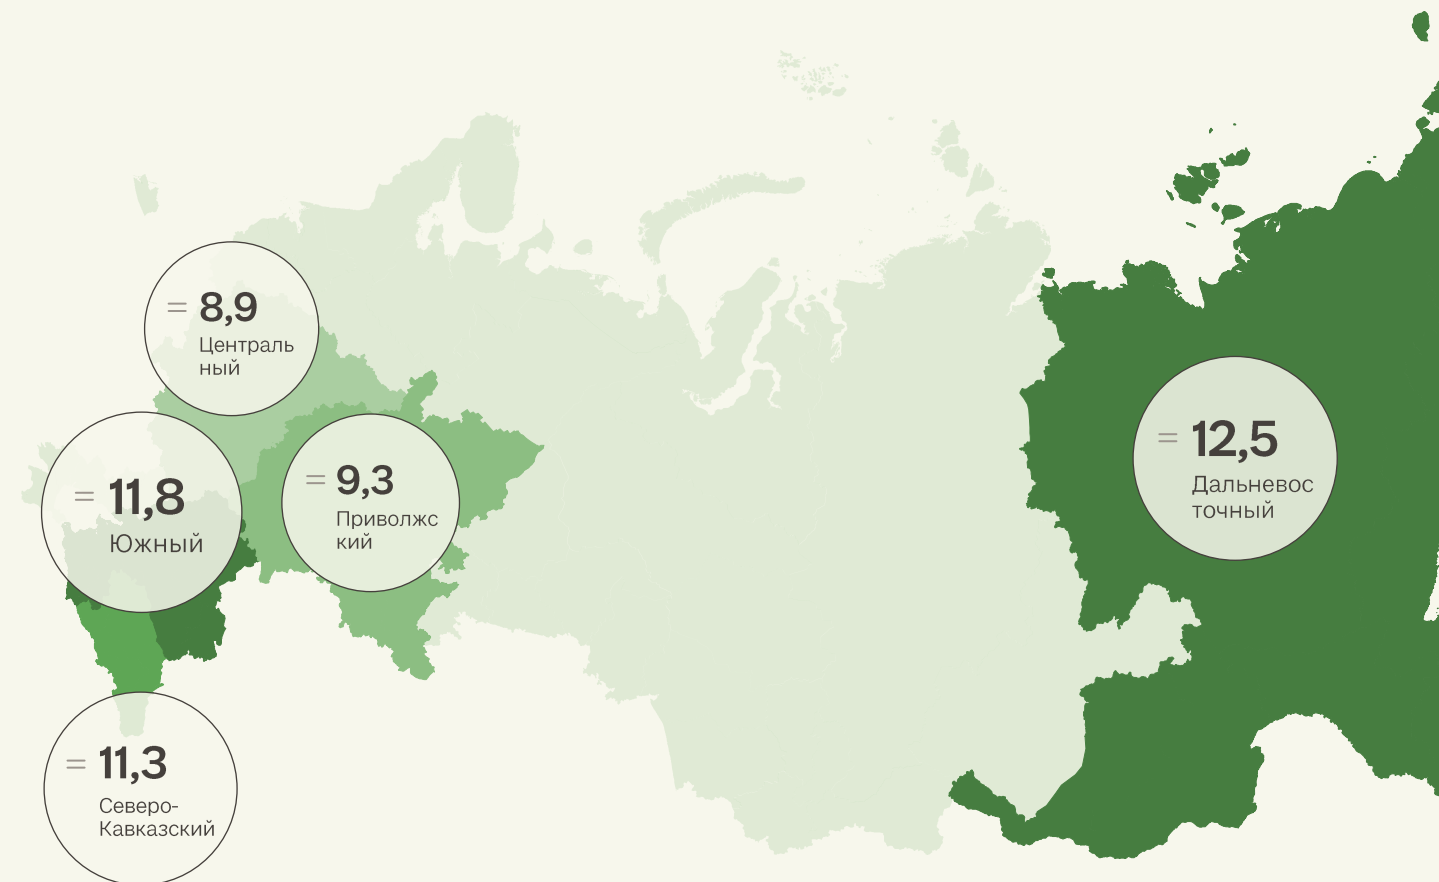 = 8,9
Централь
ный
= 11,8
Южный
= 9,3
Приволжс
кий
= 12,5
Дальневос
точный
= 11,3
Северо-
Кавказский